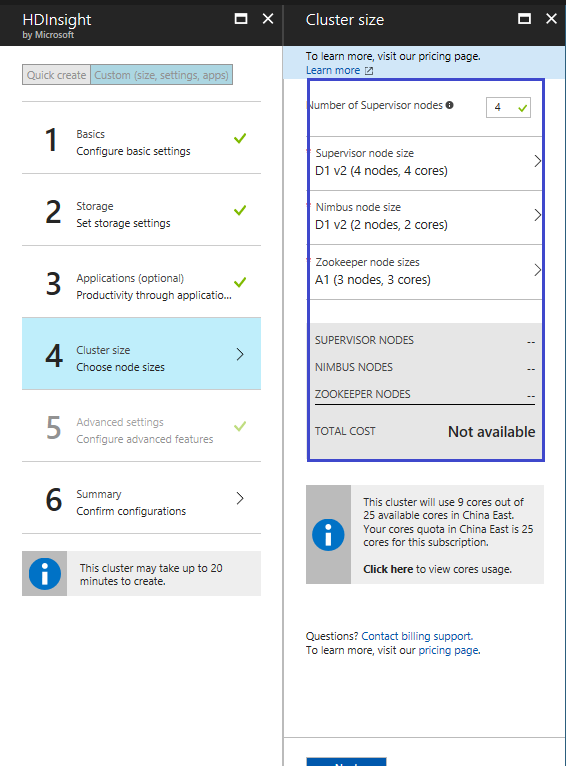 HDInsight
by Microsoft
Quick create
Custom (size, settings, apps)
1
Basics
Configure basic settings
2
Storage
Set storage settings
3
Applications (optional)
Productivity through applicatio...
4
Cluster size
Choose node sizes
5
Advanced settings
Configure advanced features
6
Summary
Confirm configurations
This cluster may take up to 20
minutes to create.
Cluster size
To learn more, visit our pricing page.
Learn more
Number of Supervisor nodes
4
* Supervisor node size
D1 v2 (4 nodes, 4 cores)
* Nimbus node size
D1 v2 (2 nodes, 2 cores)
* Zookeeper node sizes
A1 (3 nodes, 3 cores)
SUPERVISOR NODES --
NIMBUS NODES --
ZOOKEEPER NODES --
TOTAL COST Not available
This cluster will use 9 cores out of
25 available cores in China East.
Your cores quota in China East is 25
cores for this subscription.
Click here to view cores usage.
Questions? Contact billing support.
To learn more, visit our pricing page.